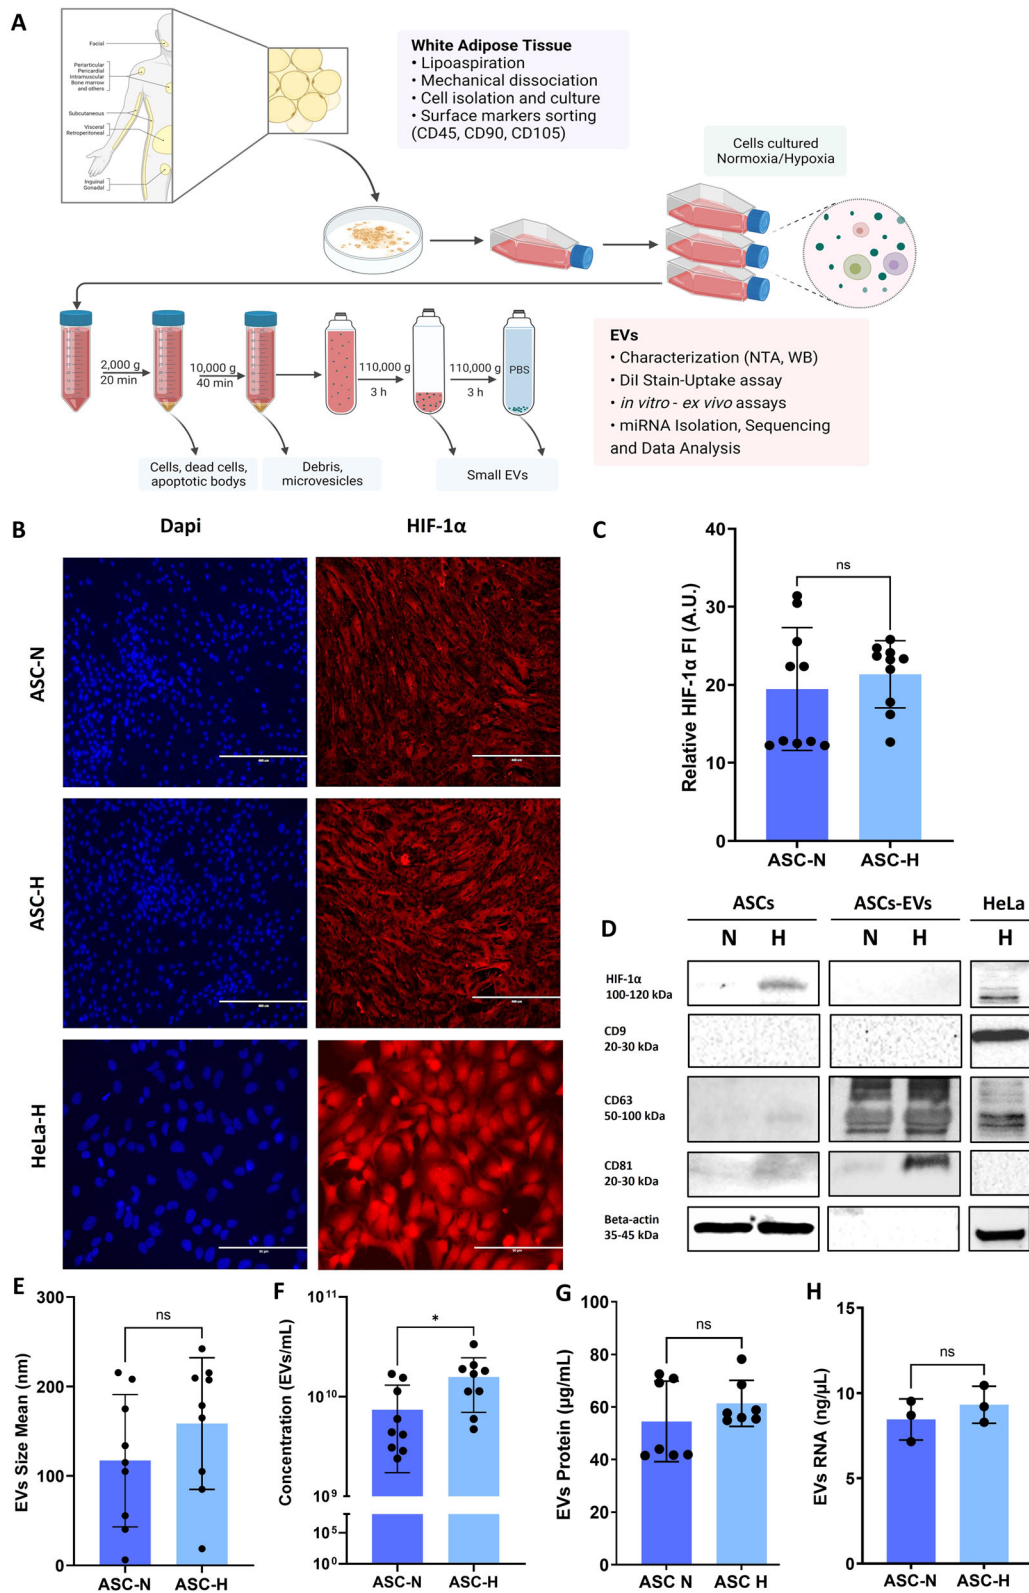 A
Facial
Periarticular
Pericardial
Intramuscular
Bone marrow
and others
Subcutaneous
Visceral
Retroperitoneal
Inguinal
Gonadal
White Adipose Tissue
• Lipoaspiration
• Mechanical dissociation
• Cell isolation and culture
• Surface markers sorting
(CD45, CD90, CD105)
Cells cultured
Normoxia/Hypoxia
2,000 g
20 min
10,000 g
40 min
110,000 g
3 h
110,000 g
3 h
PBS
Cells, dead cells,
apoptotic bodys
Debris,
microvesicles
Small EVs
EVs
• Characterization (NTA, WB)
• DiI Stain-Uptake assay
• in vitro - ex vivo assays
• miRNA Isolation, Sequencing
and Data Analysis
B
Dapi
HIF-1α
ASC-N
ASC-H
HeLa-H
C
Relative HIF-1α FI (A.U.)
40
30
20
10
0
ns
ASC-N
ASC-H
D
ASCs
ASCs-EVs
HeLa
N
H
N
H
H
HIF-1α
100-120 kDa
CD9
20-30 kDa
CD63
50-100 kDa
CD81
20-30 kDa
Beta-actin
35-45 kDa
E
EVs Size Mean (nm)
300
200
100
0
ns
ASC-N
ASC-H
F
Concentration (EVs/mL)
10¹¹
10¹⁰
10⁹
10⁵
10⁰
*
ASC-N
ASC-H
G
EVs Protein (µg/mL)
100
80
60
40
20
0
ns
ASC N
ASC H
H
EVs RNA (ng/µL)
15
10
5
0
ns
ASC-N
ASC-H